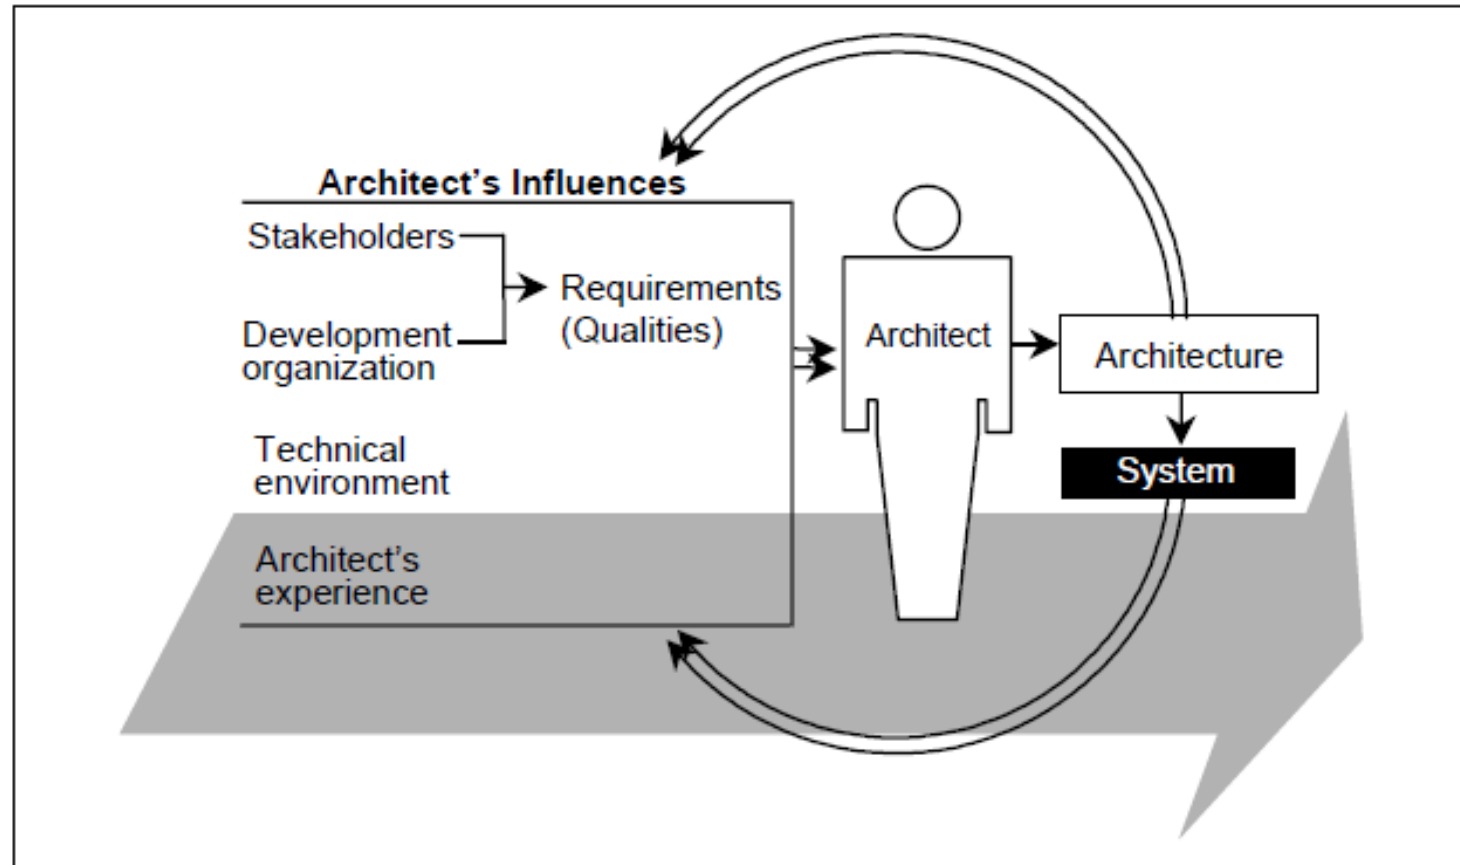 Architect's Influences
Stakeholders
Development
organization
Requirements
(Qualities)
Technical
environment
Architect's
experience
Architect
Architecture
System